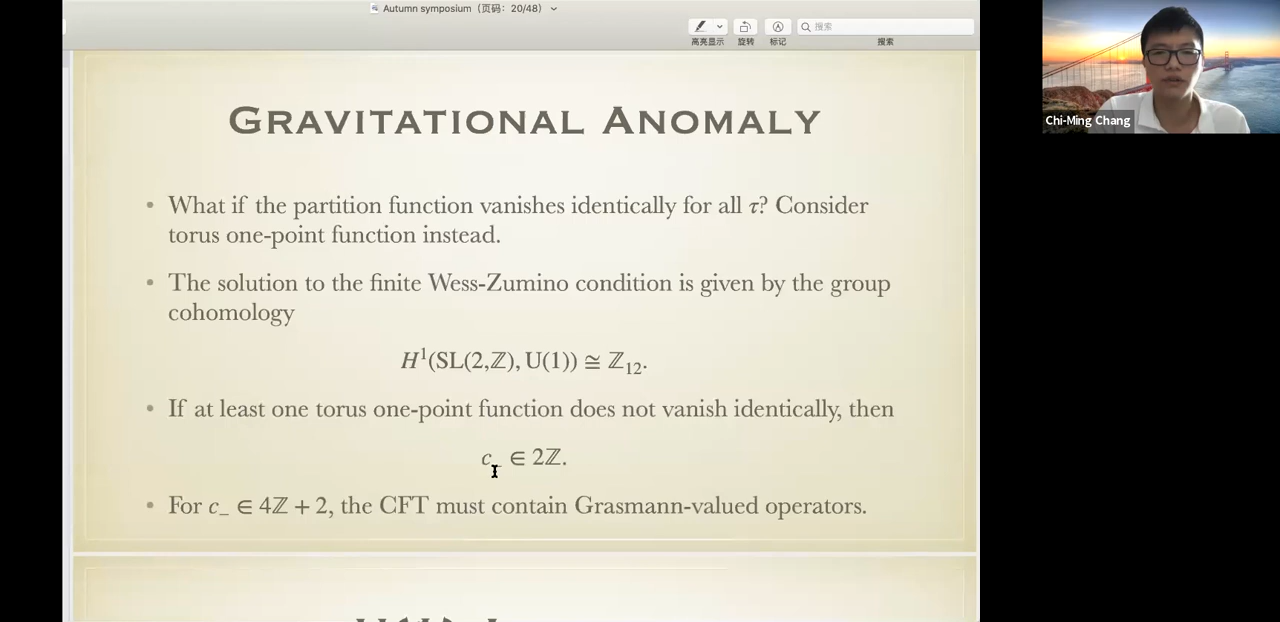 Autumn symposium（页码：20/48）
高亮显示
旋转
标记
搜索
搜索
Chi-Ming Chang
GRAVITATIONAL ANOMALY
• What if the partition function vanishes identically for all τ? Consider
torus one-point function instead.
• The solution to the finite Wess-Zumino condition is given by the group
cohomology
H¹(SL(2,ℤ), U(1)) ≅ ℤ₁₂.
• If at least one torus one-point function does not vanish identically, then
c₋ ∈ 2ℤ.
• For c₋ ∈ 4ℤ + 2, the CFT must contain Grasmann-valued operators.